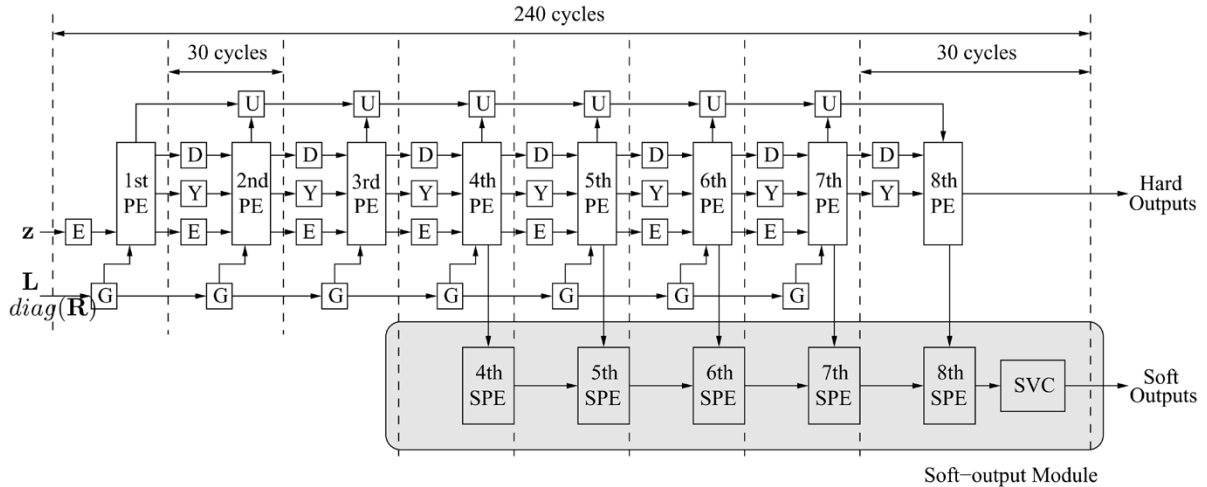 240 cycles
30 cycles
30 cycles
U U U U U U
D D D D D D D
1st PE
2nd PE
3rd PE
4th PE
5th PE
6th PE
7th PE
8th PE
Y Y Y Y Y Y Y
Hard Outputs
z E E E E E E E
L
diag(R)
G G G G G G G
4th SPE
5th SPE
6th SPE
7th SPE
8th SPE
SVC
Soft Outputs
Soft-output Module